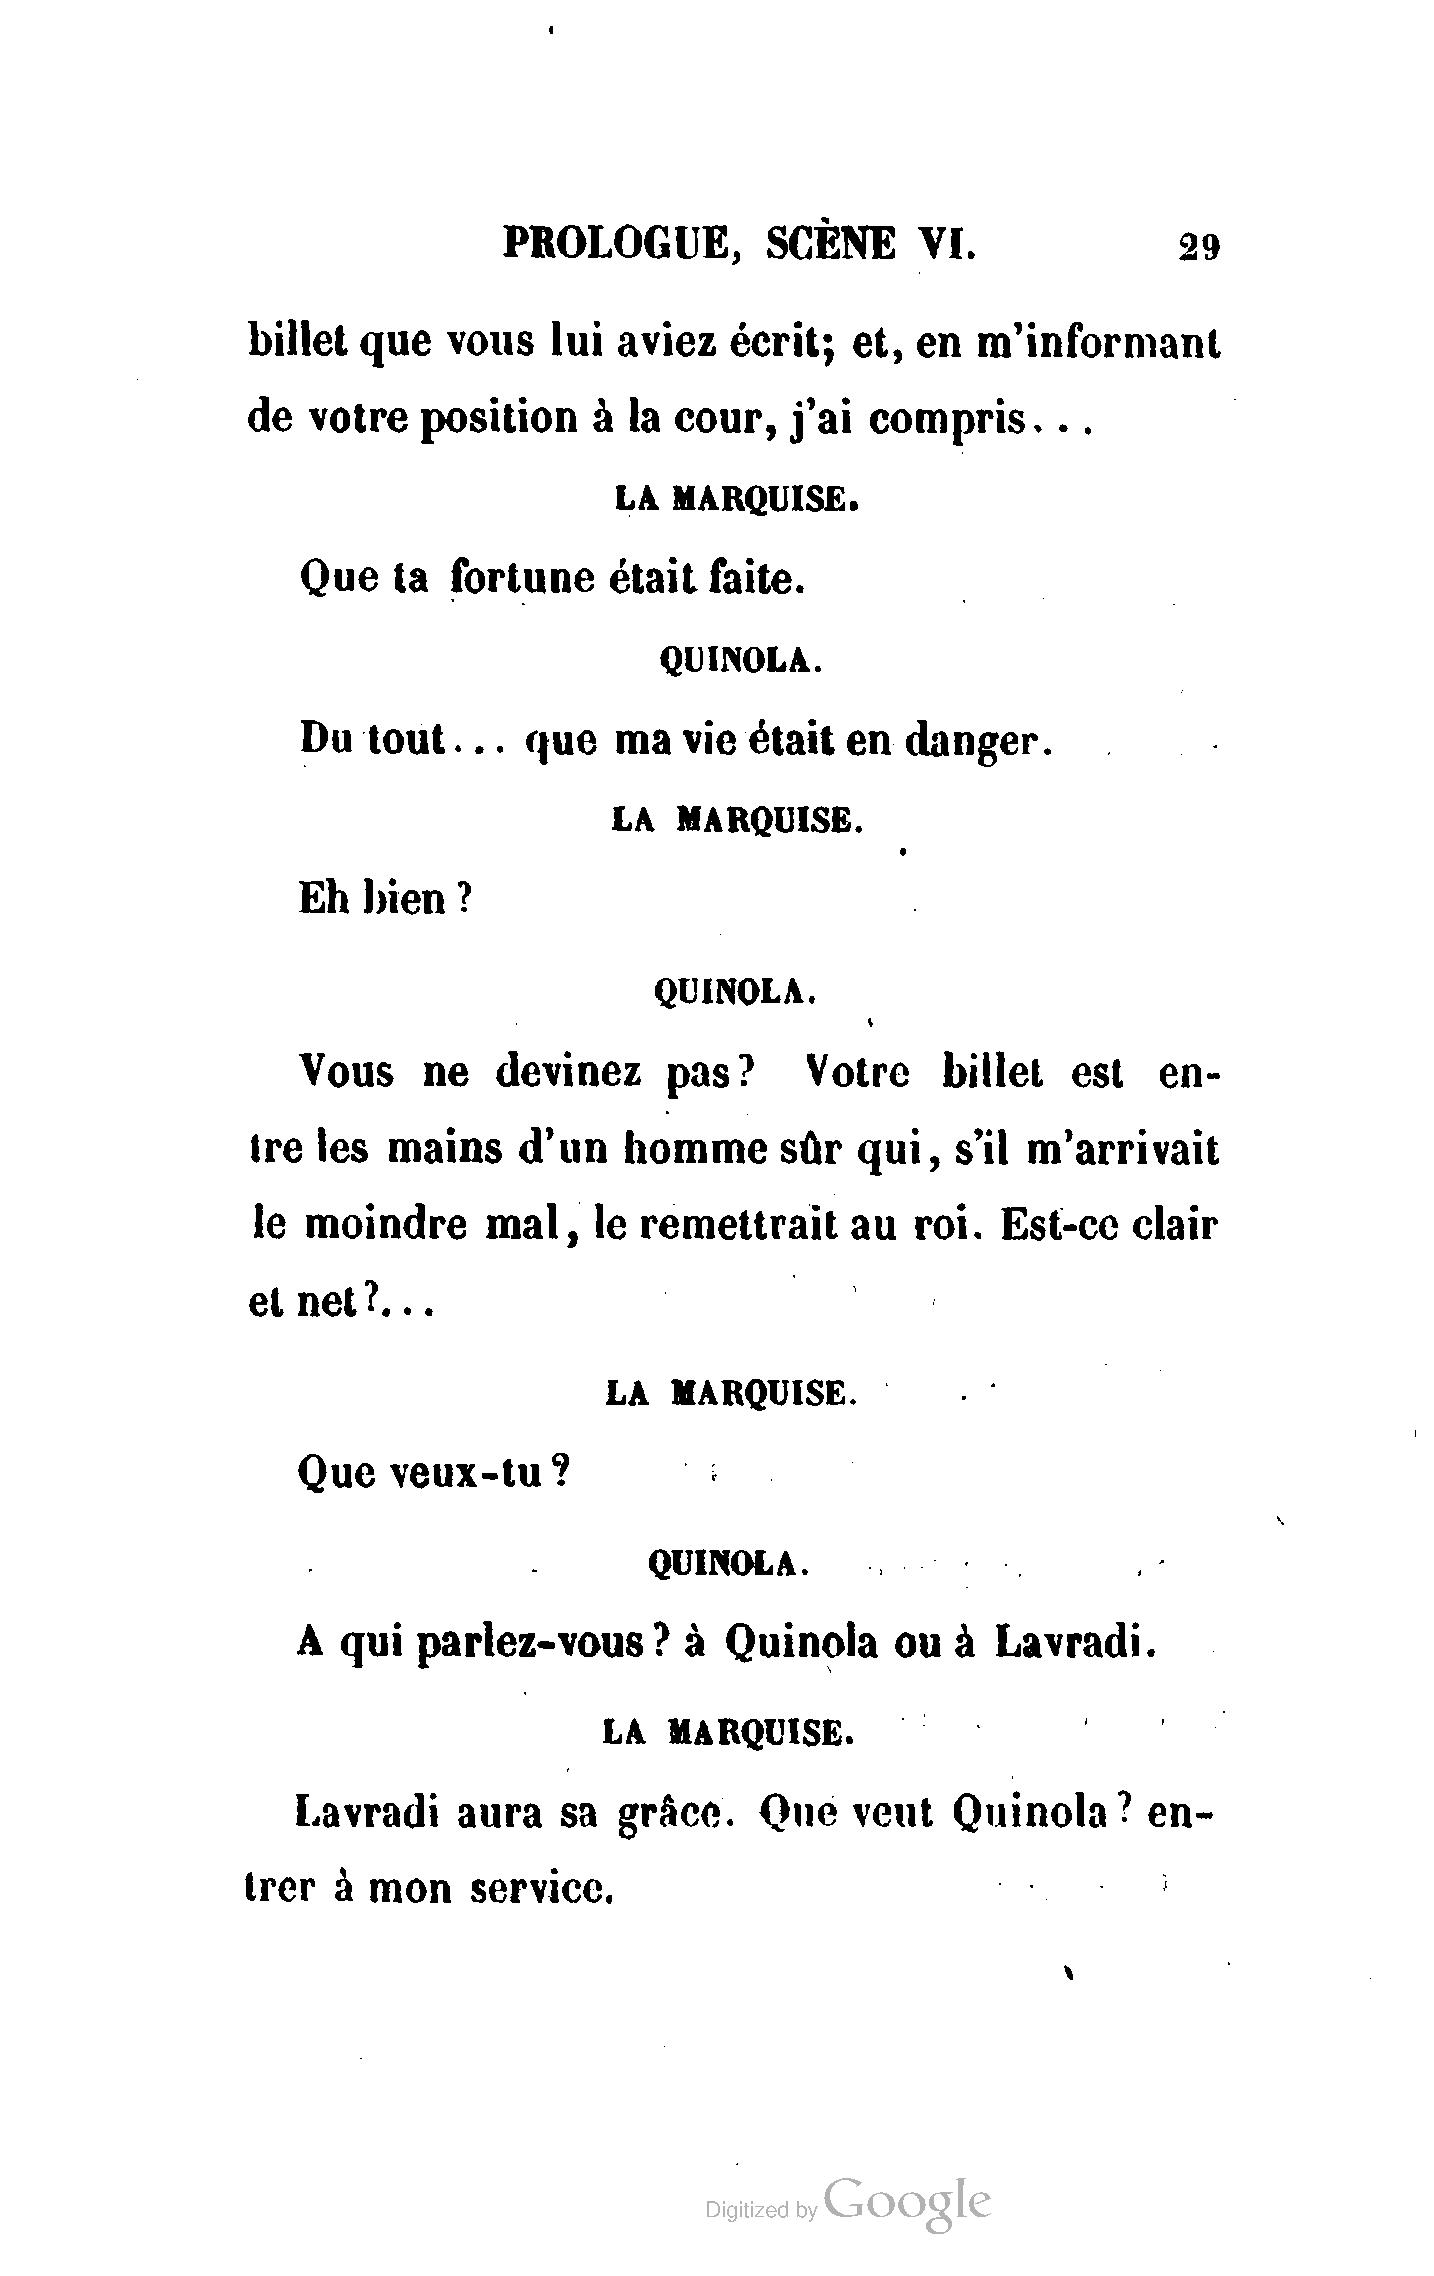 PROLOGUE, SCÈNE VI. 29
billet que vous lui aviez écrit; et, en m'informant
de votre position à la cour, j'ai compris...
LA MARQUISE.
Que ta fortune était faite.
QUINOLA.
Du tout... que ma vie était en danger.
LA MARQUISE.
Eh bien ?
QUINOLA.
Vous ne devinez pas? Votre billet est en-
tre les mains d'un homme sûr qui, s'il m'arrivait
le moindre mal, le remettrait au roi. Est-ce clair
et net?...
LA MARQUISE.
Que veux-tu ?
QUINOLA.
A qui parlez-vous ? à Quinola ou à Lavradi.
LA MARQUISE.
Lavradi aura sa grâce. Que veut Quinola ? en-
trer à mon service.
Digitized by Google